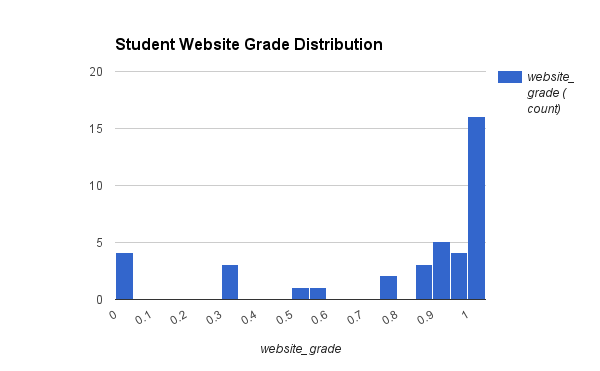 Student Website Grade Distribution
20
15
10
5
0
website_
grade (
count)
0 0.1 0.2 0.3 0.4 0.5 0.6 0.7 0.8 0.9 1
website_grade